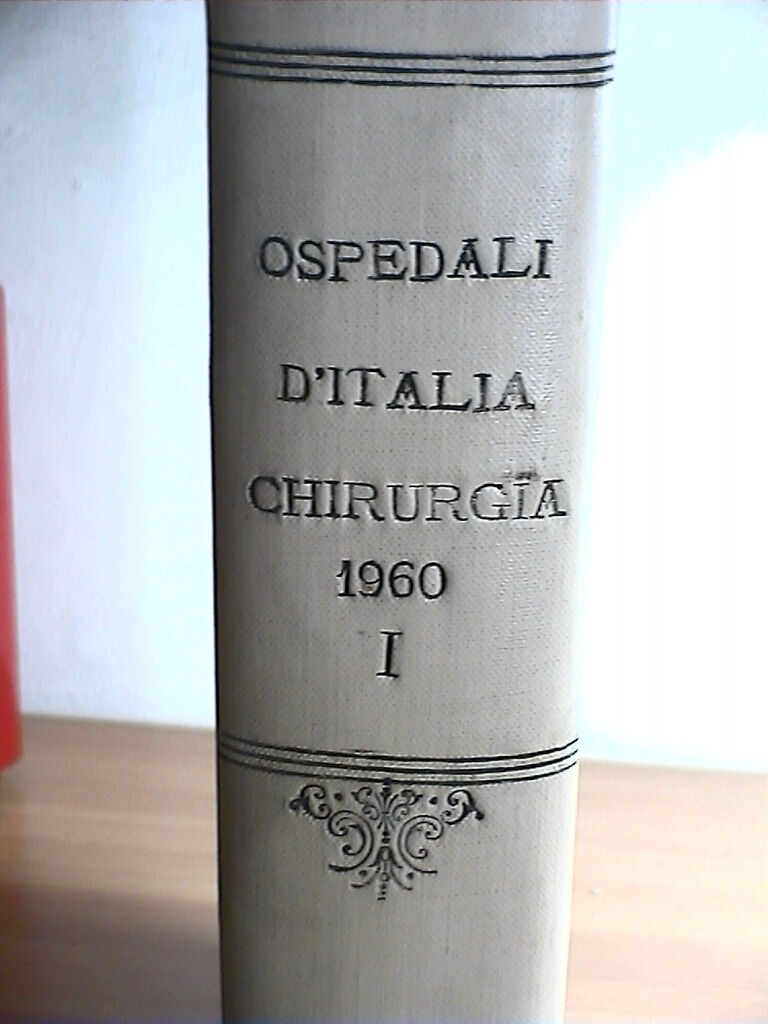 OSPEDALI
D'ITALIA
CHIRURGIA
1960
I